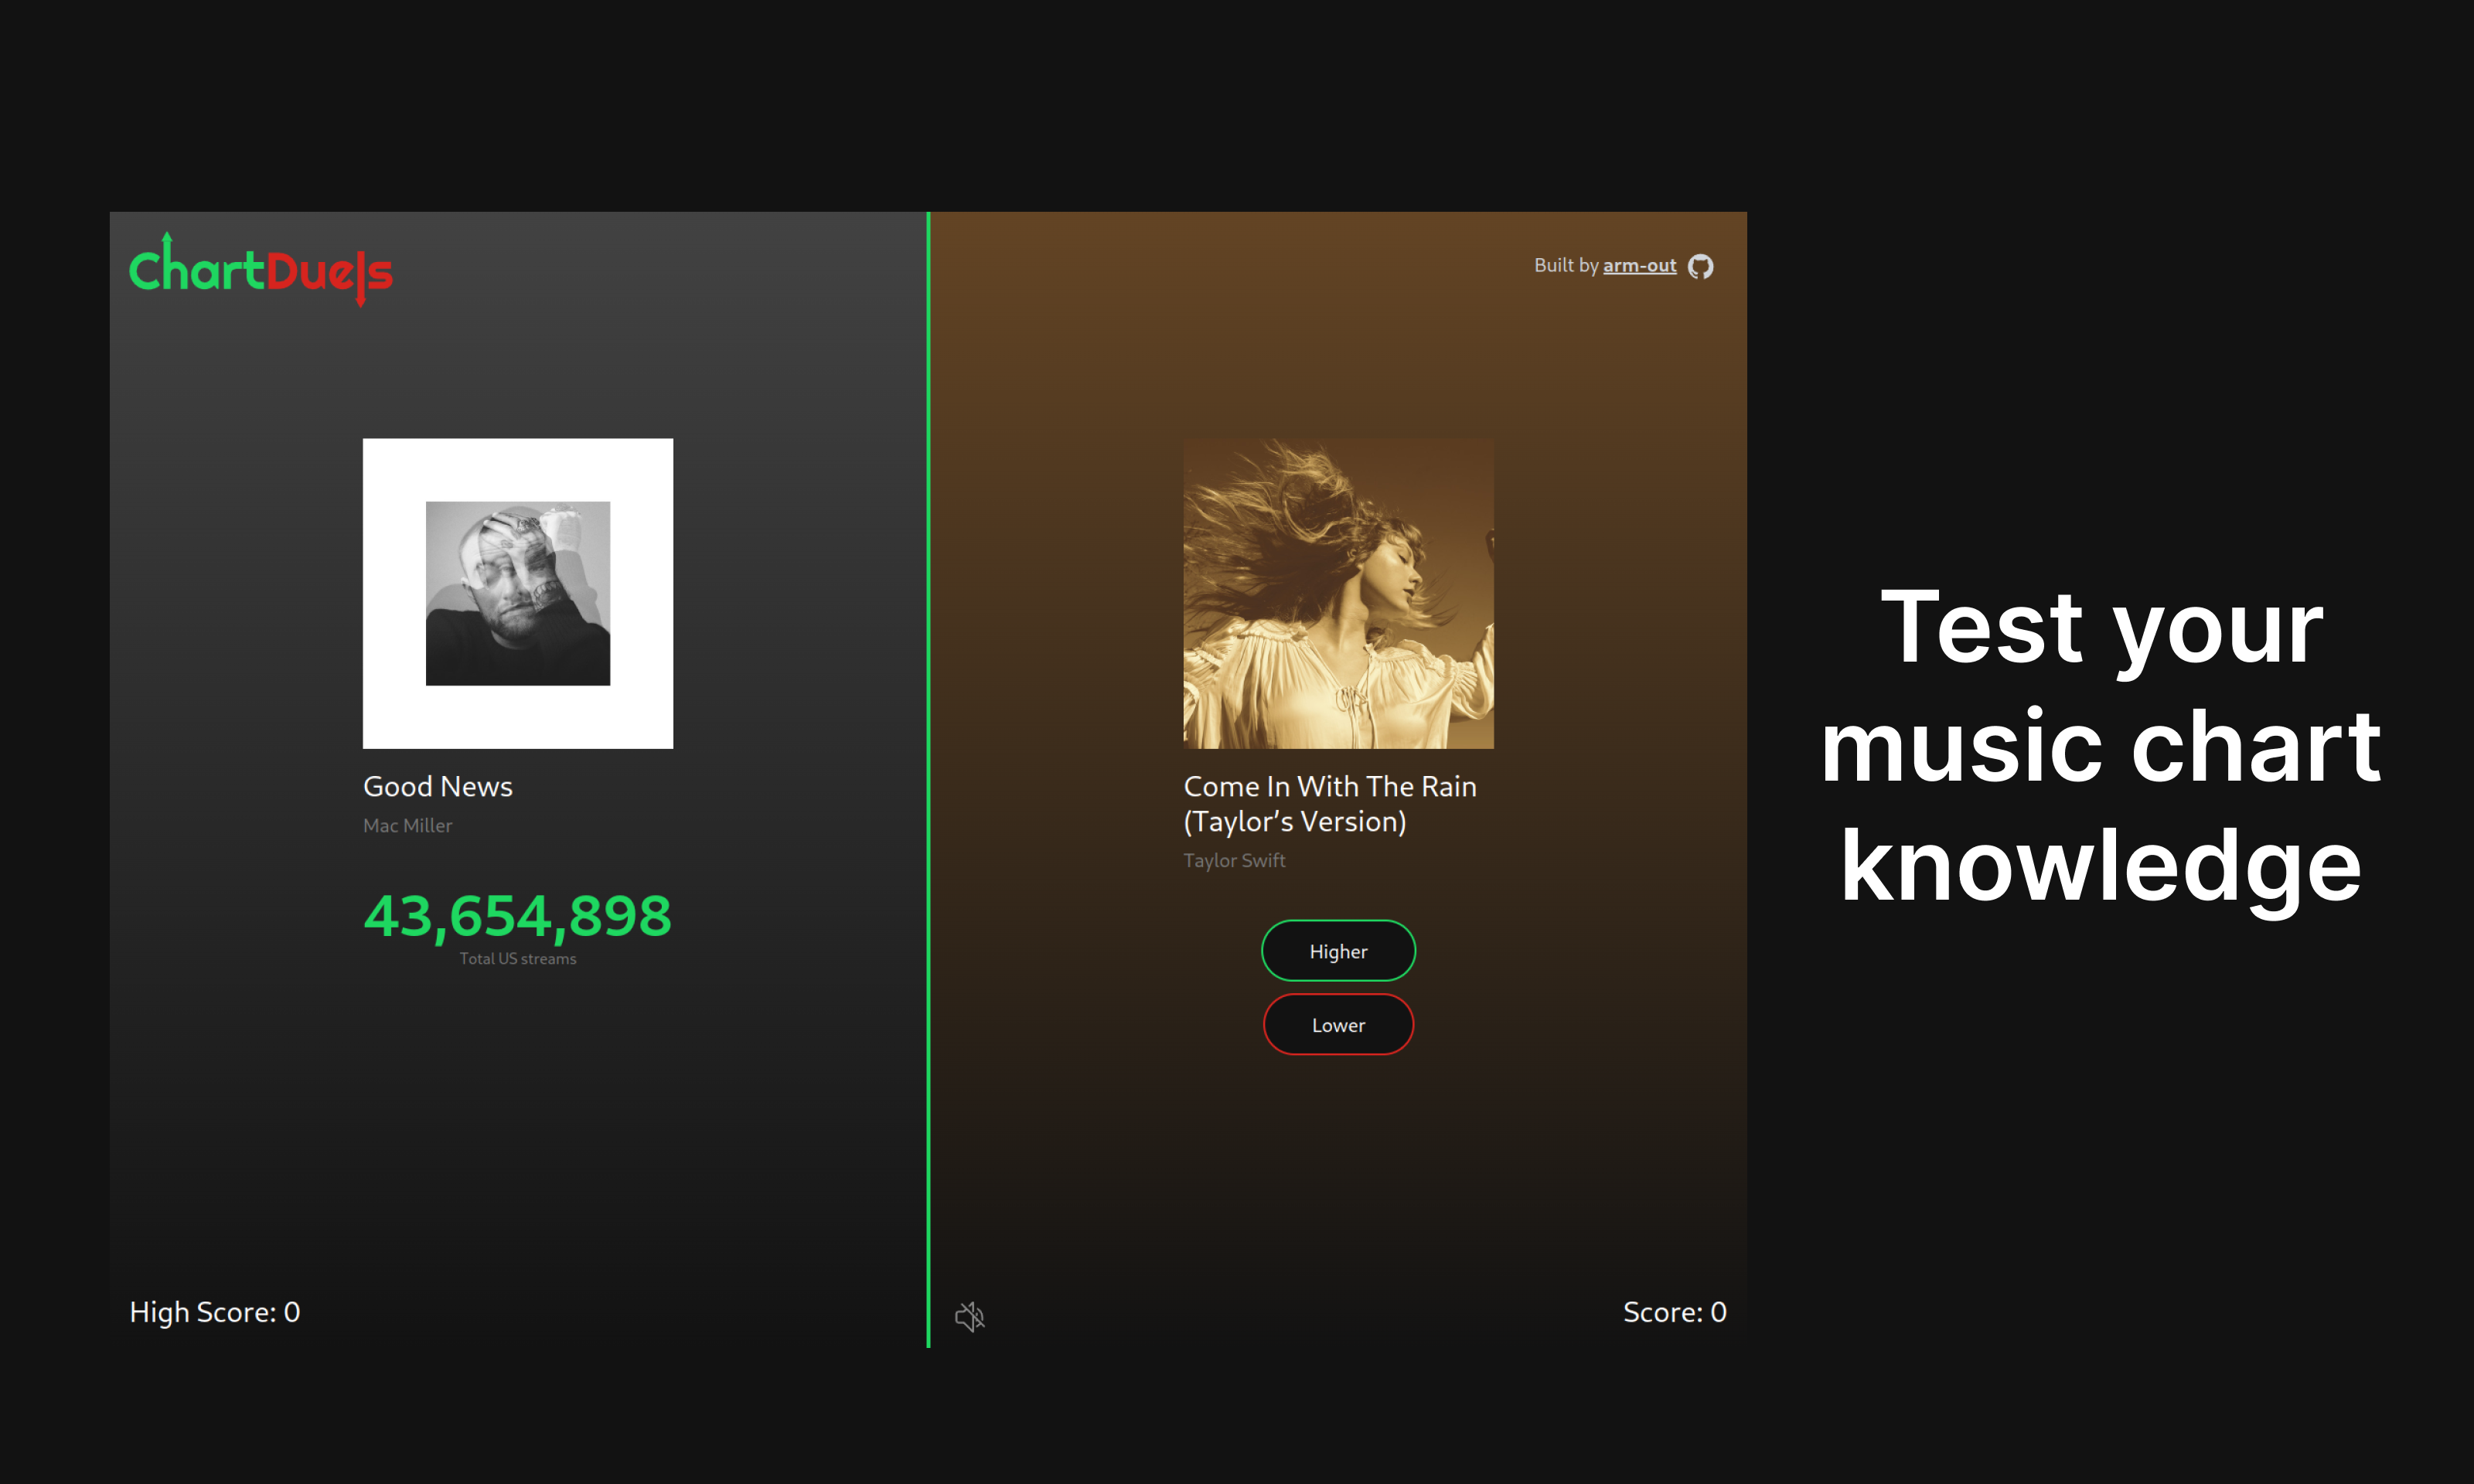 ChartDuels
Built by arm-out
Good News
Mac Miller
43,654,898
Total US streams
Come In With The Rain
(Taylor's Version)
Taylor Swift
Higher
Lower
High Score: 0
Score: 0
Test your
music chart
knowledge